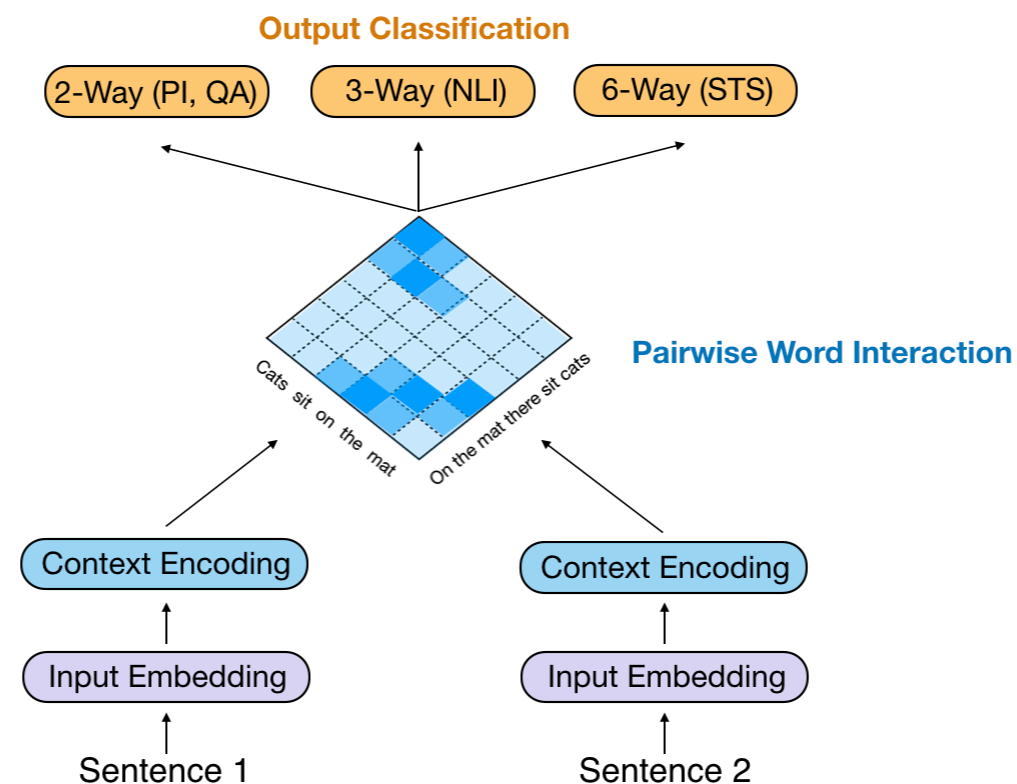 Output Classification
2-Way (PI, QA)
3-Way (NLI)
6-Way (STS)
Pairwise Word Interaction
Cats sit on the mat
On the mat there sit cats
Context Encoding
Context Encoding
Input Embedding
Input Embedding
Sentence 1
Sentence 2